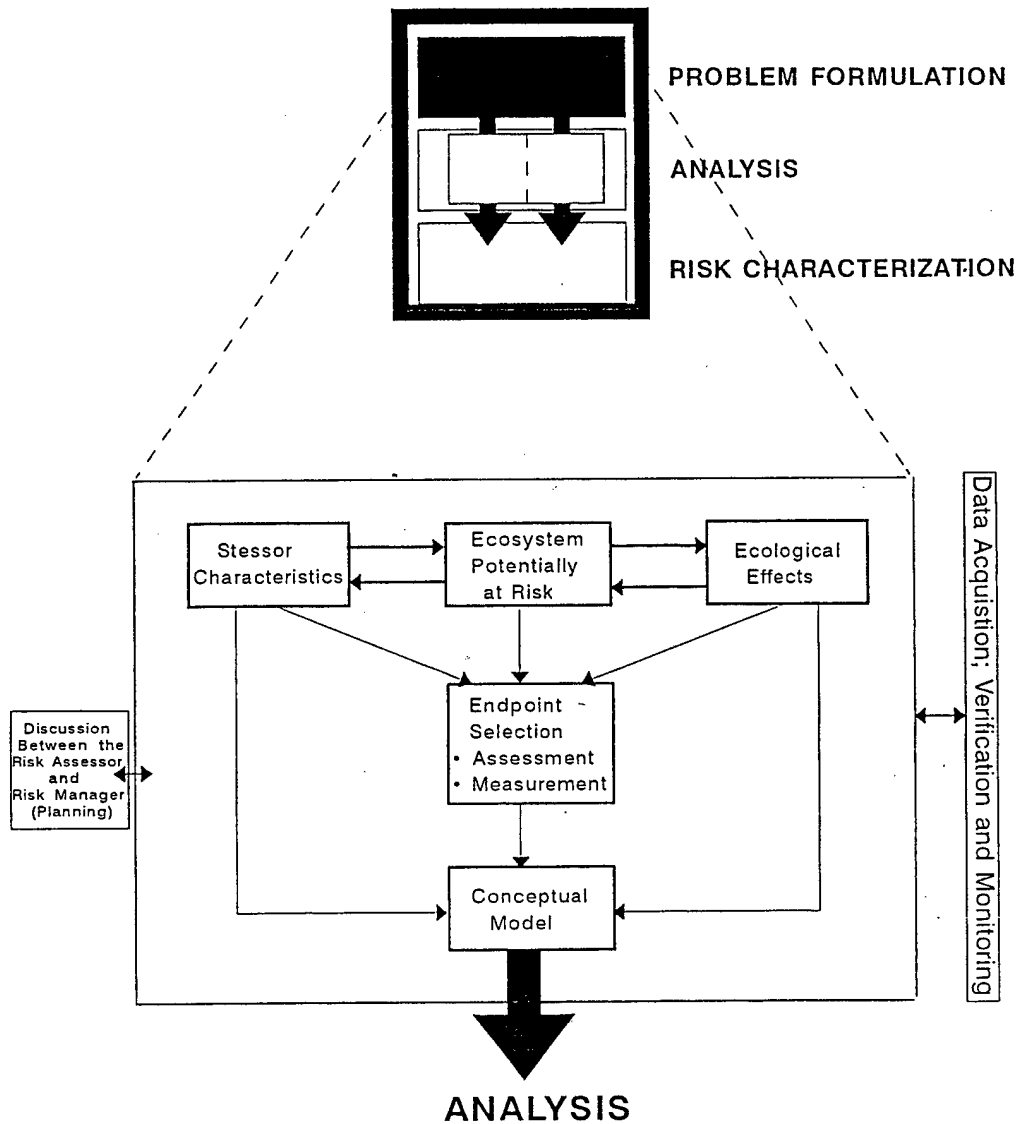 PROBLEM FORMULATION
ANALYSIS
RISK CHARACTERIZATION
Stessor
Characteristics
Ecosystem
Potentially
at Risk
Ecological
Effects
Endpoint
Selection
• Assessment
• Measurement
Discussion
Between the
Risk Assessor
and
Risk Manager
(Planning)
Conceptual
Model
Data Acquistion; Verification and Monitoring
ANALYSIS